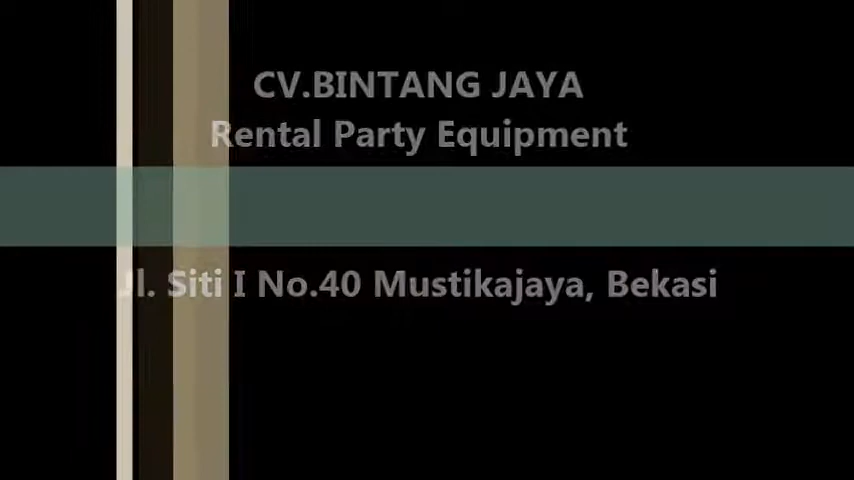 CV.BINTANG JAYA
Rental Party Equipment
Jl. Siti I No.40 Mustikajaya, Bekasi